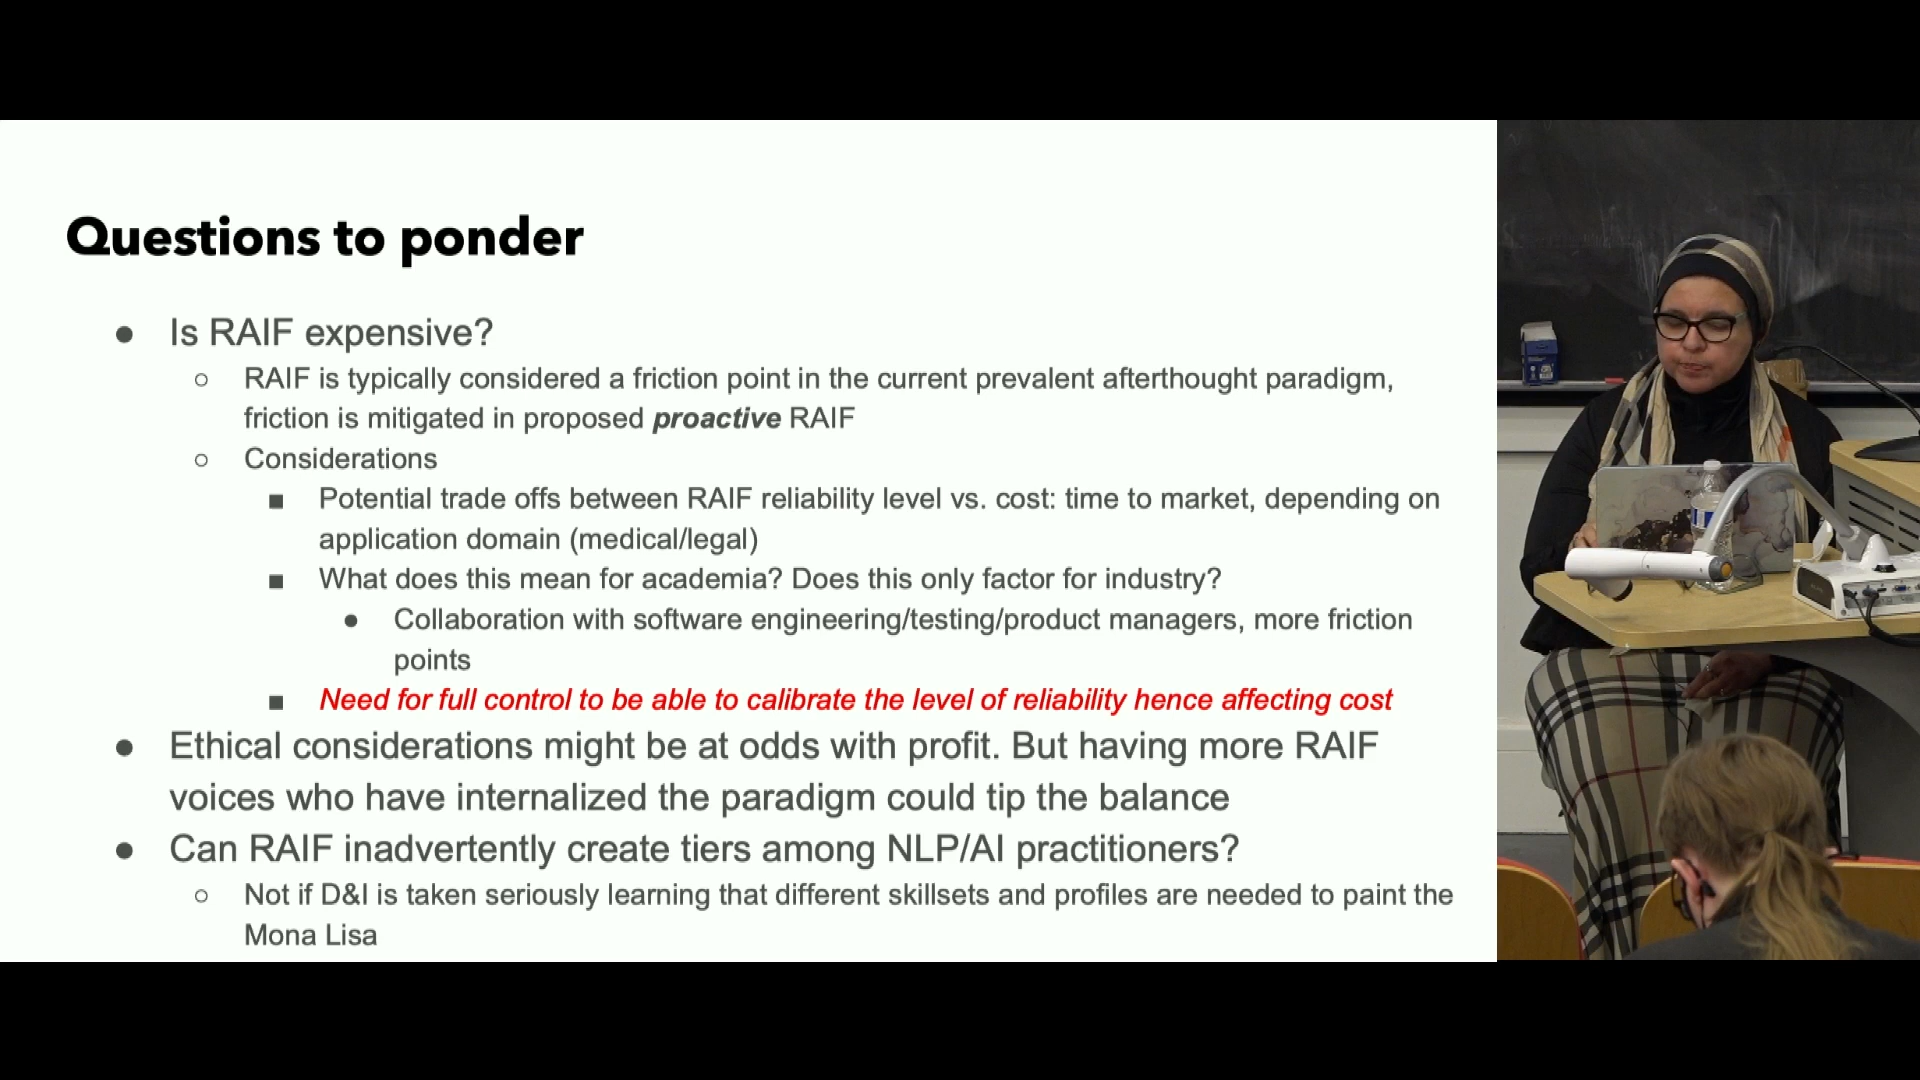 Questions to ponder
● Is RAIF expensive?
○ RAIF is typically considered a friction point in the current prevalent afterthought paradigm,
friction is mitigated in proposed proactive RAIF
○ Considerations
■ Potential trade offs between RAIF reliability level vs. cost: time to market, depending on
application domain (medical/legal)
■ What does this mean for academia? Does this only factor for industry?
● Collaboration with software engineering/testing/product managers, more friction
points
■ Need for full control to be able to calibrate the level of reliability hence affecting cost
● Ethical considerations might be at odds with profit. But having more RAIF
voices who have internalized the paradigm could tip the balance
● Can RAIF inadvertently create tiers among NLP/AI practitioners?
○ Not if D&I is taken seriously learning that different skillsets and profiles are needed to paint the
Mona Lisa